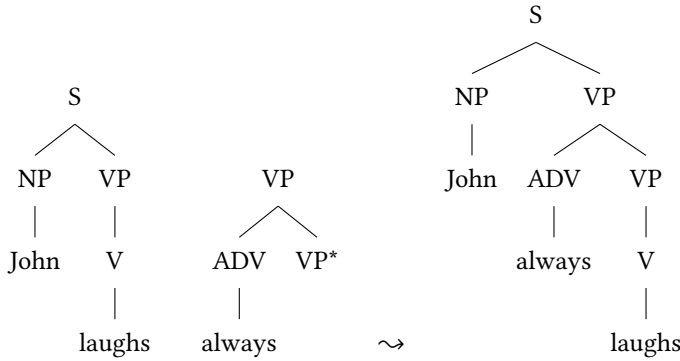 S
NP VP
S
John ADV VP
NP VP VP
always V
John V ADV VP*
laughs always ⤳ laughs